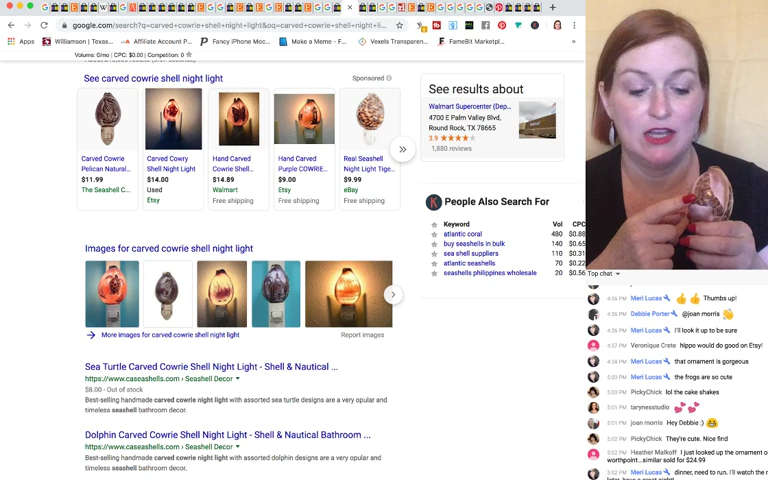 google.com/search?q=carved+cowrie+shell+night+light&oq=carved+cowrie+shell+night+li...
Apps
Williamson | Texas...
Affiliate Account P...
Fancy iPhone Moc...
Make a Meme - F...
Vexels Transparen...
FameBit Marketpl...
Volume: 0/mo | CPC: $0.00 | Competition: 0
See carved cowrie shell night light
Sponsored
Carved Cowrie
Pelican Natural...
$11.99
The Seashell C...
Carved Cowry
Shell Night Light
$14.00
Used
Etsy
Hand Carved
Cowrie Shell...
$14.89
Walmart
Free shipping
Hand Carved
Purple COWRIE...
$9.00
Etsy
Free shipping
Real Seashell
Night Light Tige...
$9.99
eBay
Free shipping
Images for carved cowrie shell night light
More images for carved cowrie shell night light
Report images
Sea Turtle Carved Cowrie Shell Night Light - Shell & Nautical ...
https://www.caseashells.com › Seashell Decor
$8.00 - Out of stock
Best-selling handmade carved cowrie night light with assorted sea turtle designs are a very opular and
timeless seashell bathroom decor.
Dolphin Carved Cowrie Shell Night Light - Shell & Nautical Bathroom ...
https://www.caseashells.com › Seashell Decor
Best-selling handmade carved cowrie night light with assorted dolphin designs are a very opular and
timeless seashell bathroom decor.
See results about
Walmart Supercenter (Dep...
4700 E Palm Valley Blvd,
Round Rock, TX 78665
3.9
1,880 reviews
People Also Search For
Keyword Vol CPC
atlantic coral 480 $0.88
buy seashells in bulk 140 $0.65
sea shell suppliers 110 $0.31
atlantic seashells 70 $0.22
seashells philippines wholesale 20 $0.56
Top chat
4:56 PM Meri Lucas Thumbs up!
Debbie Porter @joan morris
4:56 PM Meri Lucas I'll look it up to be sure
4:57 PM Veronique Crete hippo would do good on Etsy!
4:58 PM Meri Lucas that ornament is gorgeous
5:00 PM Meri Lucas the frogs are so cute
5:00 PM PickyChick lol the cake shakes
5:01 PM tarynesstudio
5:01 PM joan morris Hey Debbie :)
5:02 PM PickyChick They're cute. Nice find
5:02 PM Heather Malkoff I just looked up the ornament o
worthpoint...similar sold for $24.99
5:02 PM Meri Lucas dinner, need to run. I'll watch the r